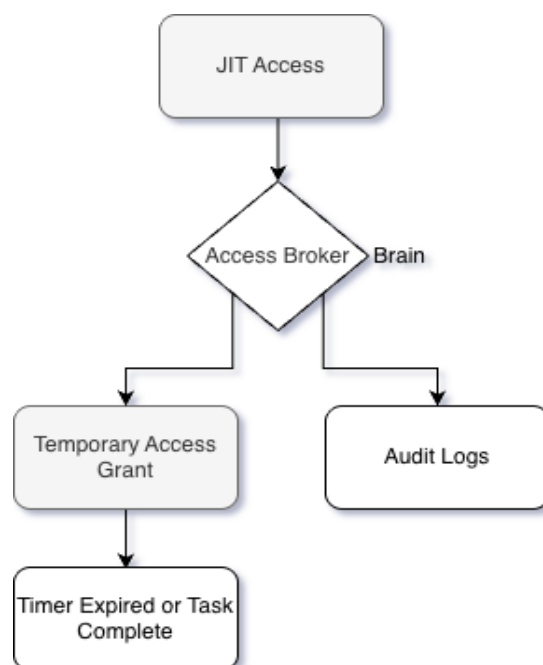 JIT Access
Access Broker
Brain
Temporary Access
Grant
Audit Logs
Timer Expired or Task
Complete